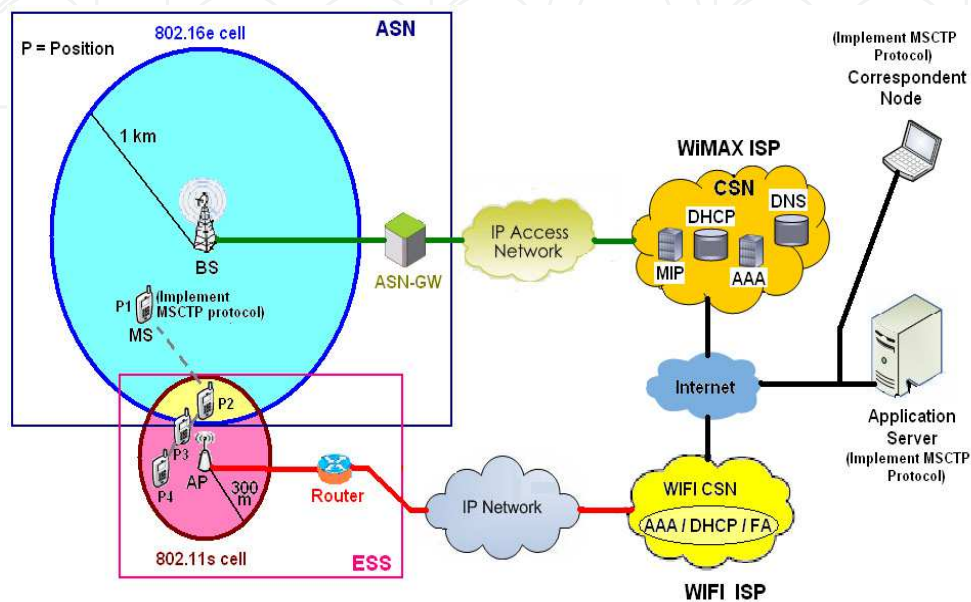 802.16e cell
ASN
P = Position
1 km
BS
ASN-GW
IP Access
Network
WiMAX ISP
CSN
DHCP
DNS
MIP
AAA
(Implement MSCTP
Protocol)
Correspondent
Node
P1
(Implement
MSCTP protocol)
MS
P2
P3
P4
AP
300
m
802.11s cell
ESS
Router
IP Network
Internet
Application
Server
(Implement MSCTP
Protocol)
WIFI CSN
AAA / DHCP / FA
WIFI ISP